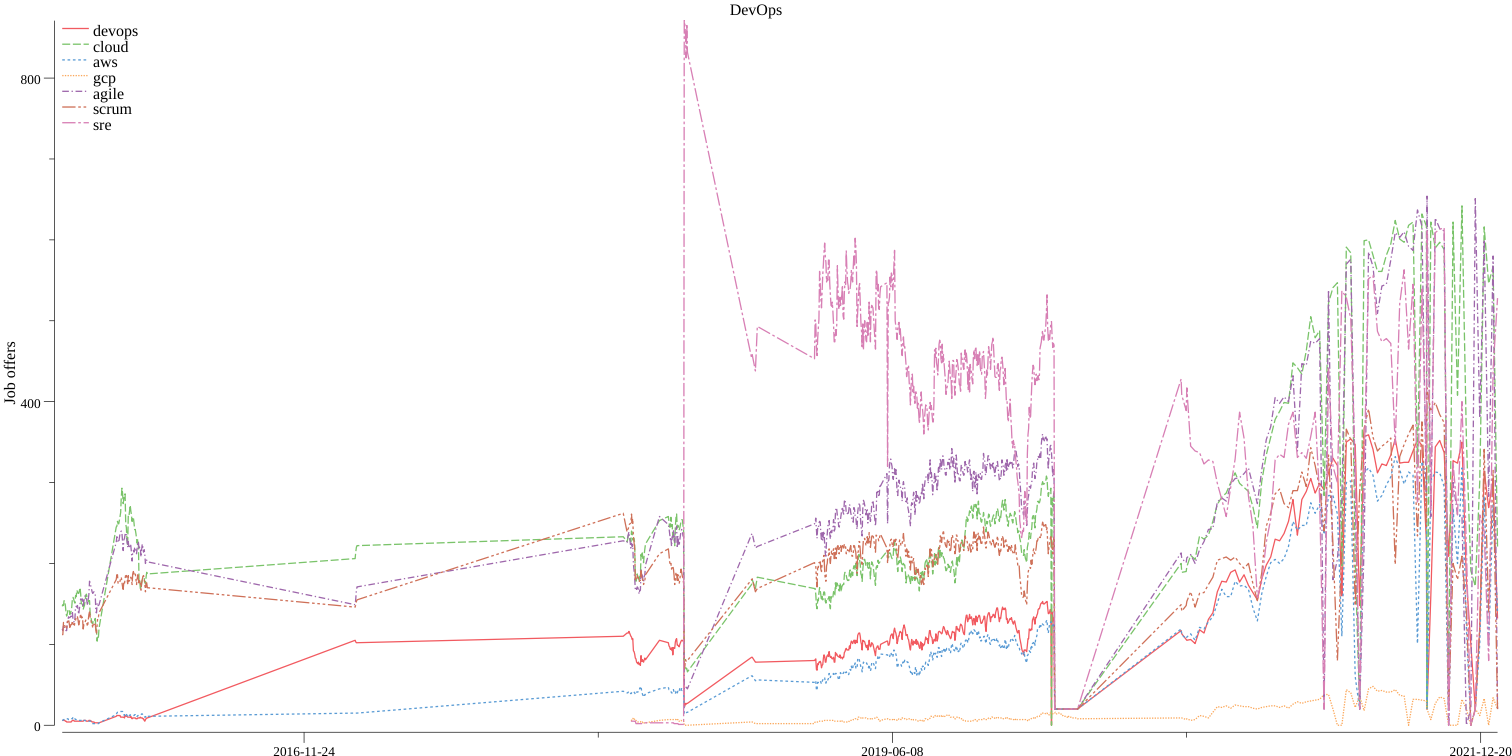 DevOps
devops
cloud
aws
gcp
agile
scrum
sre
800
400
0
Job offers
2016-11-24
2019-06-08
2021-12-20